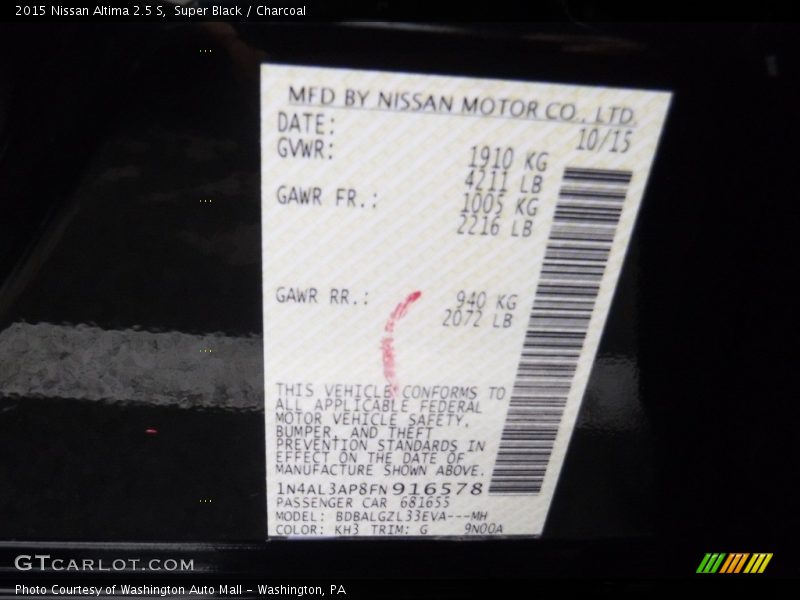 2015 Nissan Altima 2.5 S, Super Black / Charcoal
MFD BY NISSAN MOTOR CO., LTD.
DATE: 10/15
GVWR: 1910 KG
4211 LB
GAWR FR.: 1005 KG
2216 LB
GAWR RR.: 940 KG
2072 LB
THIS VEHICLE CONFORMS TO
ALL APPLICABLE FEDERAL
MOTOR VEHICLE SAFETY,
BUMPER, AND THEFT
PREVENTION STANDARDS IN
EFFECT ON THE DATE OF
MANUFACTURE SHOWN ABOVE.
1N4AL3AP8FN916578
PASSENGER CAR 681655
MODEL: BDBALGZL33EVA---MH
COLOR: KH3 TRIM: G 9N00A
GTCARLOT.COM
Photo Courtesy of Washington Auto Mall - Washington, PA